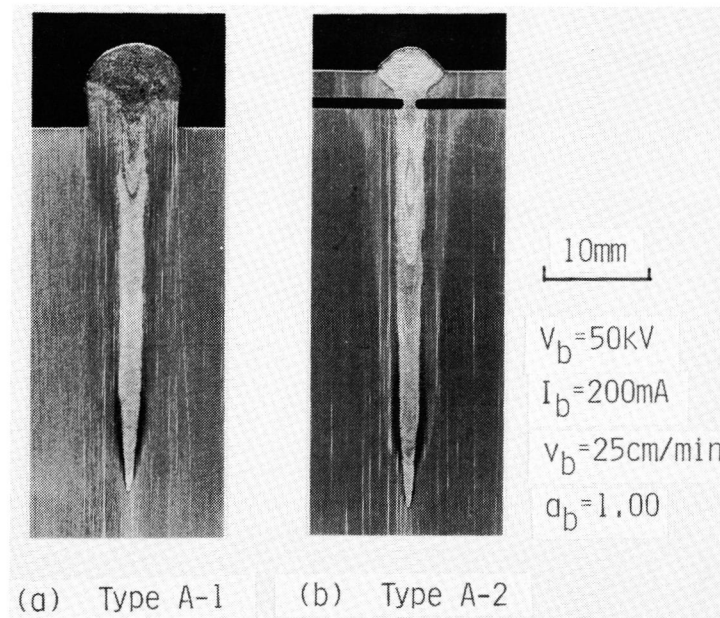 10mm
V_b=50kV
I_b=200mA
v_b=25cm/min
a_b=1.00
(a) Type A-1 (b) Type A-2